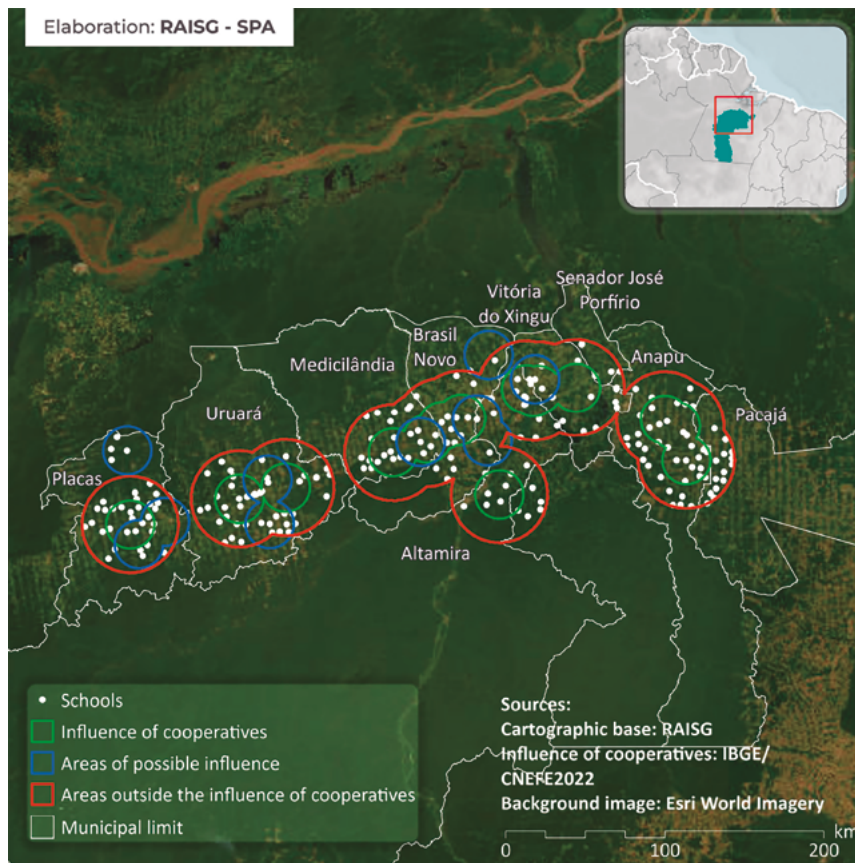 Elaboration: RAISG - SPA
Senador José
Porfírio
Vitória
do Xingu
Brasil
Novo
Medicilândia
Anapu
Uruará
Pacajá
Placas
Altamira
Schools
Influence of cooperatives
Areas of possible influence
Areas outside the influence of cooperatives
Municipal limit
Sources:
Cartographic base: RAISG
Influence of cooperatives: IBGE/
CNEFE2022
Background image: Esri World Imagery
km
0 100 200